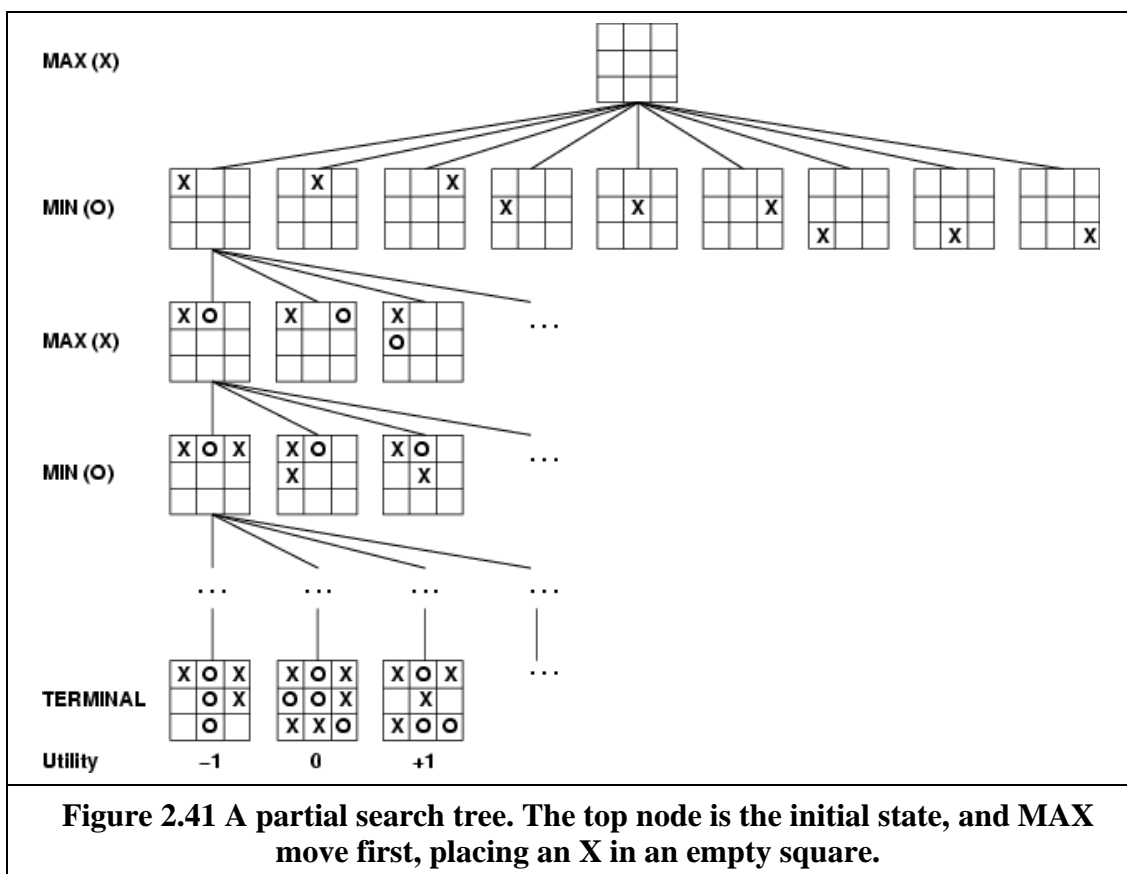 MAX (X)
X X X
MIN (O) X X X
X X X
X O X O X
...
MAX (X) O
X O X X O X O
...
MIN (O) X X
... ... ... ...
X O X X O X X O X ...
TERMINAL O X O O X X
O X X O X O O
Utility –1 0 +1
Figure 2.41 A partial search tree. The top node is the initial state, and MAX
move first, placing an X in an empty square.